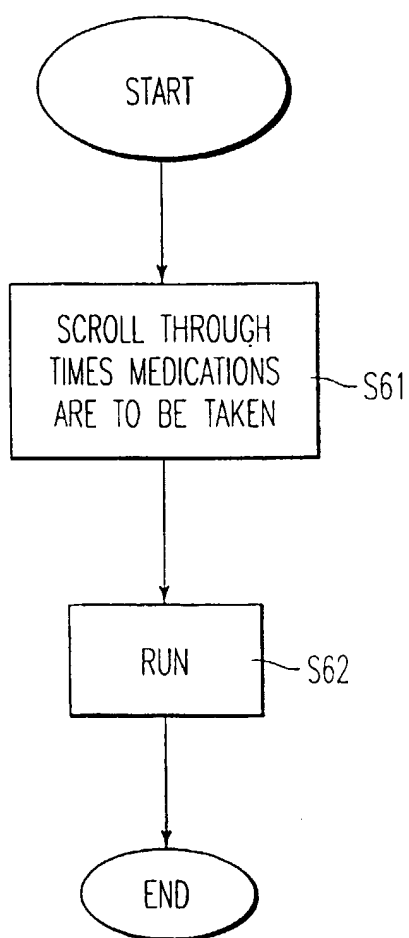 START
SCROLL THROUGH
TIMES MEDICATIONS
ARE TO BE TAKEN
S61
RUN
S62
END